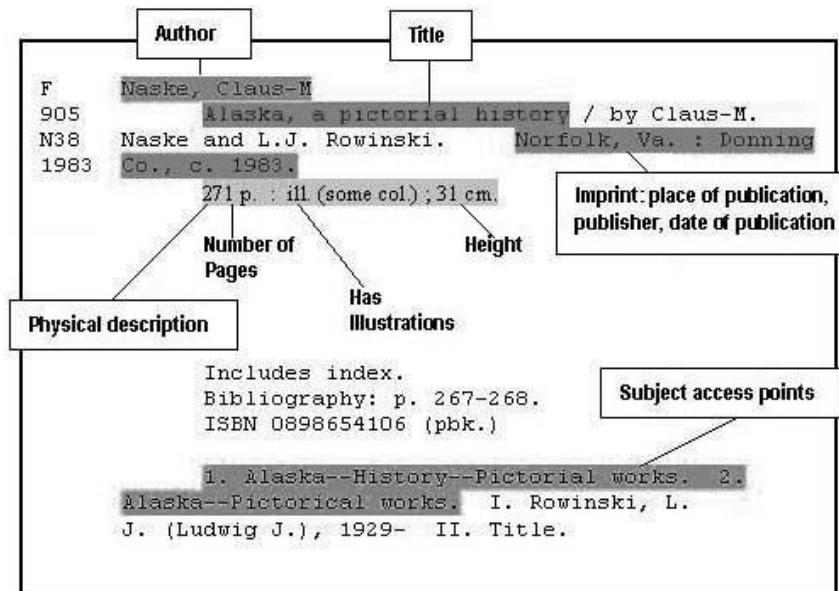 Author
Title
F Naske, Claus-M
905 Alaska, a pictorial history / by Claus-M.
N38 Naske and L.J. Rowinski. Norfolk, Va. : Donning
1983 Co., c. 1983.
271 p. : ill. (some col.) ; 31 cm.
Imprint: place of publication,
publisher, date of publication
Number of
Pages
Height
Has
Illustrations
Physical description
Includes index.
Bibliography: p. 267-268.
ISBN 0898654106 (pbk.)
Subject access points
1. Alaska--History--Pictorial works. 2.
Alaska--Pictorical works. I. Rowinski, L.
J. (Ludwig J.), 1929- II. Title.